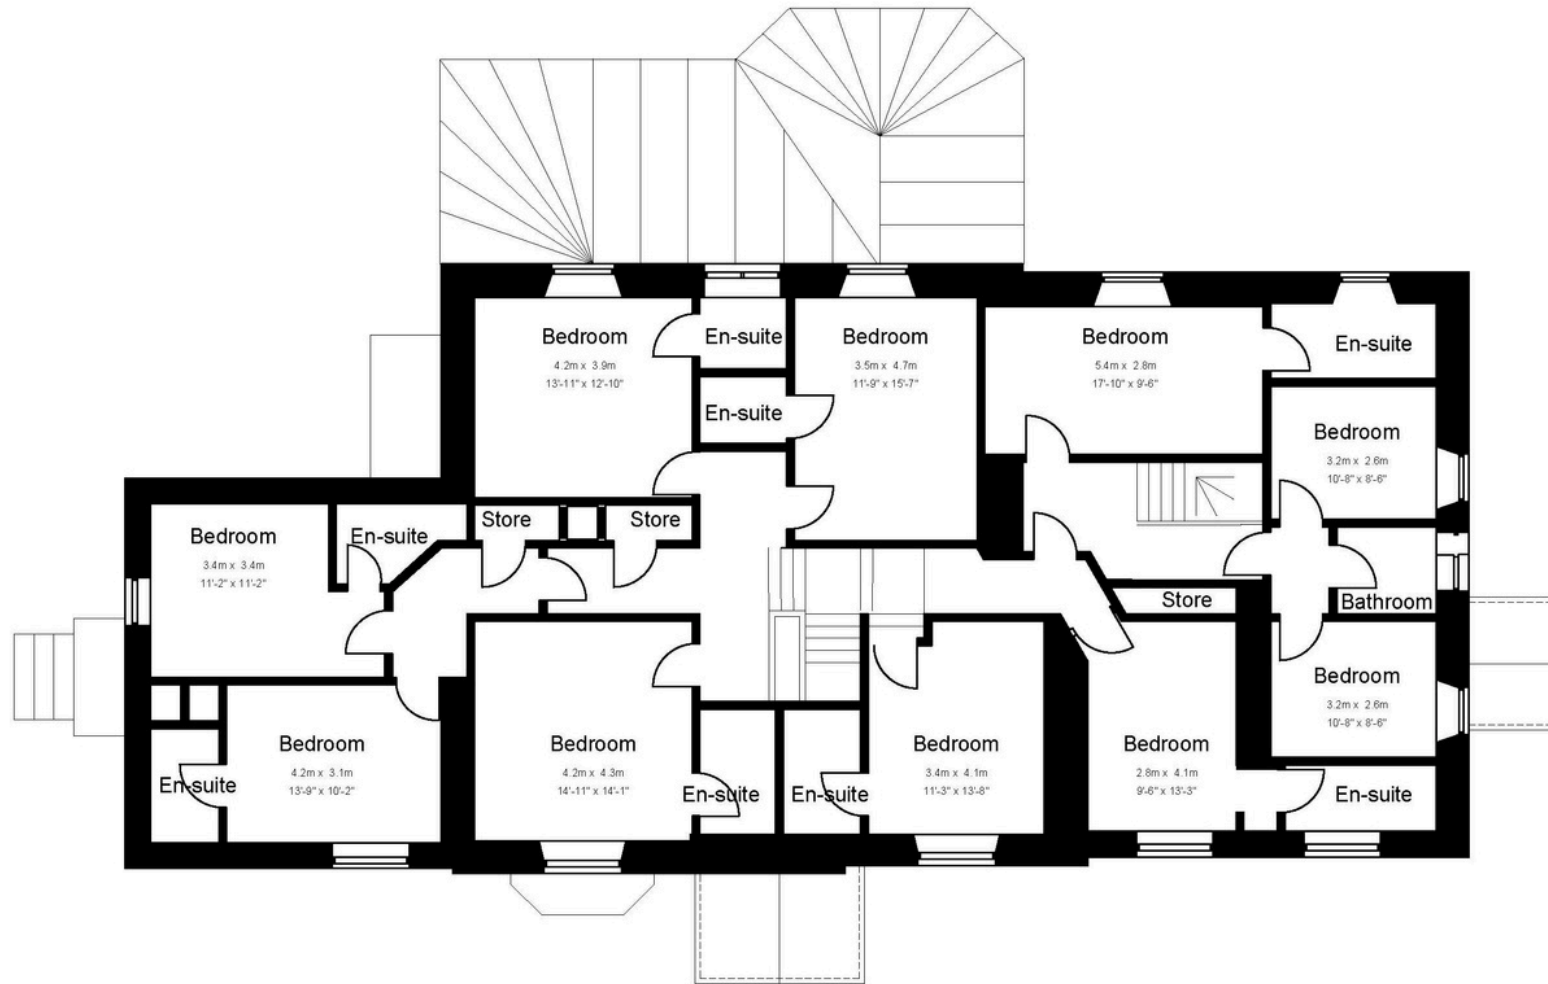 Bedroom
4.2m x 3.9m
13'-11" x 12'-10"
En-suite
En-suite
Bedroom
3.5m x 4.7m
11'-9" x 15'-7"
Bedroom
5.4m x 2.8m
17'-10" x 9'-6"
En-suite
Bedroom
3.2m x 2.6m
10'-8" x 8'-6"
Bedroom
3.4m x 3.4m
11'-2" x 11'-2"
En-suite
Store
Store
Store
Bathroom
Bedroom
3.2m x 2.6m
10'-8" x 8'-6"
En-suite
Bedroom
4.2m x 3.1m
13'-9" x 10'-2"
Bedroom
4.2m x 4.3m
14'-11" x 14'-1"
En-suite
En-suite
Bedroom
3.4m x 4.1m
11'-3" x 13'-8"
Bedroom
2.8m x 4.1m
9'-6" x 13'-3"
En-suite